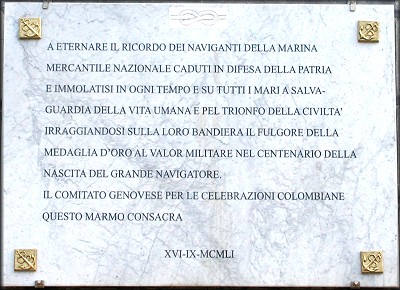 A ETERNARE IL RICORDO DEI NAVIGANTI DELLA MARINA
MERCANTILE NAZIONALE CADUTI IN DIFESA DELLA PATRIA
E IMMOLATISI IN OGNI TEMPO E SU TUTTI I MARI A SALVA-
GUARDIA DELLA VITA UMANA E PEL TRIONFO DELLA CIVILTA'
IRRAGGIANDOSI SULLA LORO BANDIERA IL FULGORE DELLA
MEDAGLIA D'ORO AL VALOR MILITARE NEL CENTENARIO DELLA
NASCITA DEL GRANDE NAVIGATORE.
IL COMITATO GENOVESE PER LE CELEBRAZIONI COLOMBIANE
QUESTO MARMO CONSACRA
XVI-IX-MCMLI